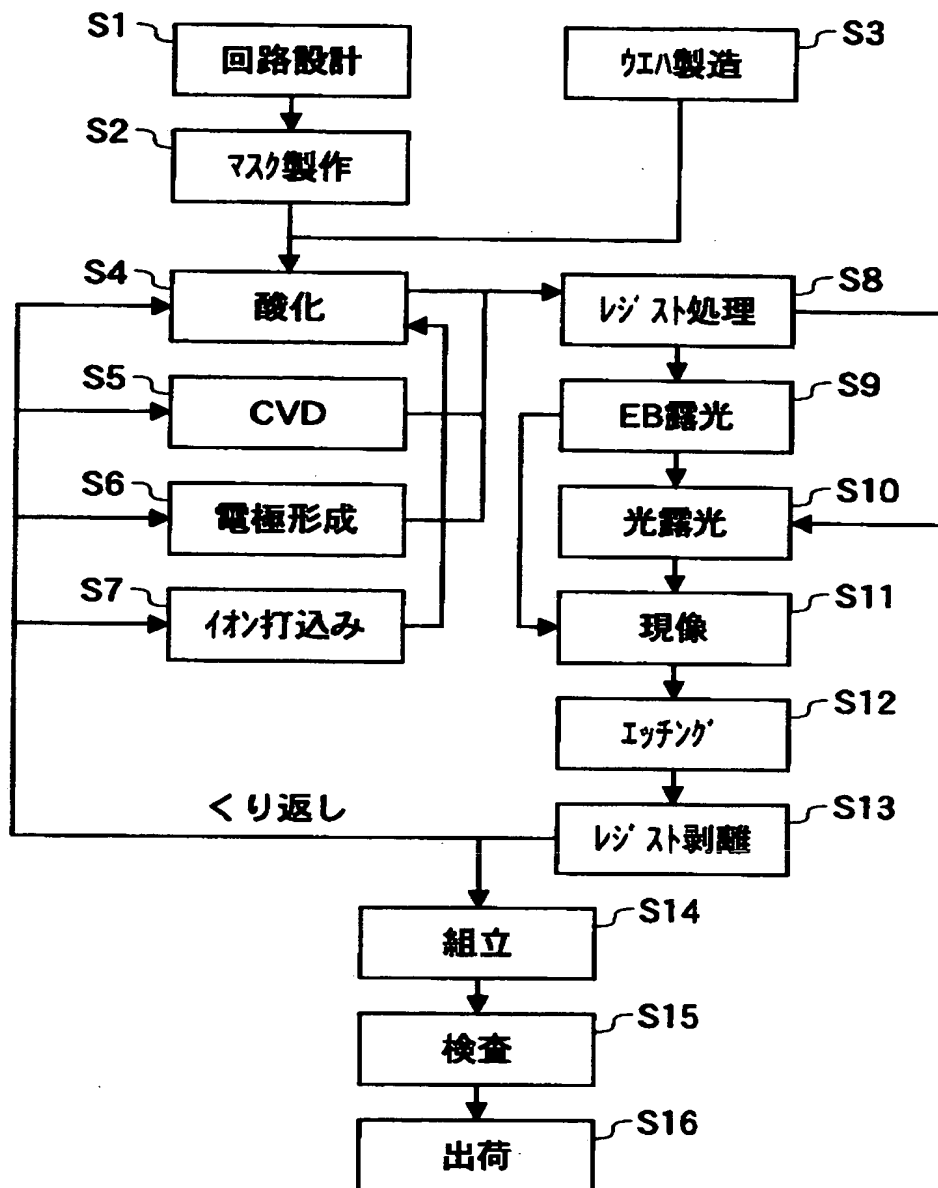 S1
回路設計
S3
ｳｴﾊ製造
S2
ﾏｽｸ製作
S4
酸化
S8
ﾚｼﾞｽﾄ処理
S5
CVD
S9
EB露光
S6
電極形成
S10
光露光
S7
ｲｵﾝ打込み
S11
現像
S12
ｴｯﾁﾝｸﾞ
くり返し
S13
ﾚｼﾞｽﾄ剥離
S14
組立
S15
検査
S16
出荷